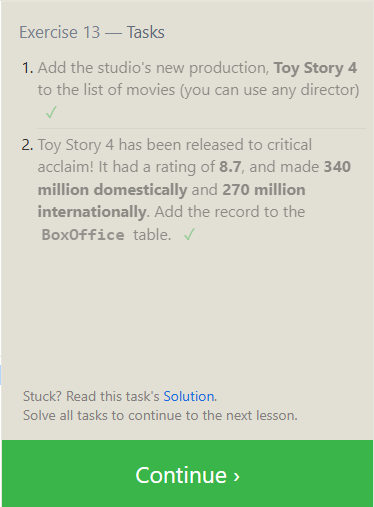 Exercise 13 — Tasks
1. Add the studio's new production, Toy Story 4
to the list of movies (you can use any director)
✓
2. Toy Story 4 has been released to critical
acclaim! It had a rating of 8.7, and made 340
million domestically and 270 million
internationally. Add the record to the
BoxOffice table. ✓
Stuck? Read this task's Solution.
Solve all tasks to continue to the next lesson.
Continue ›